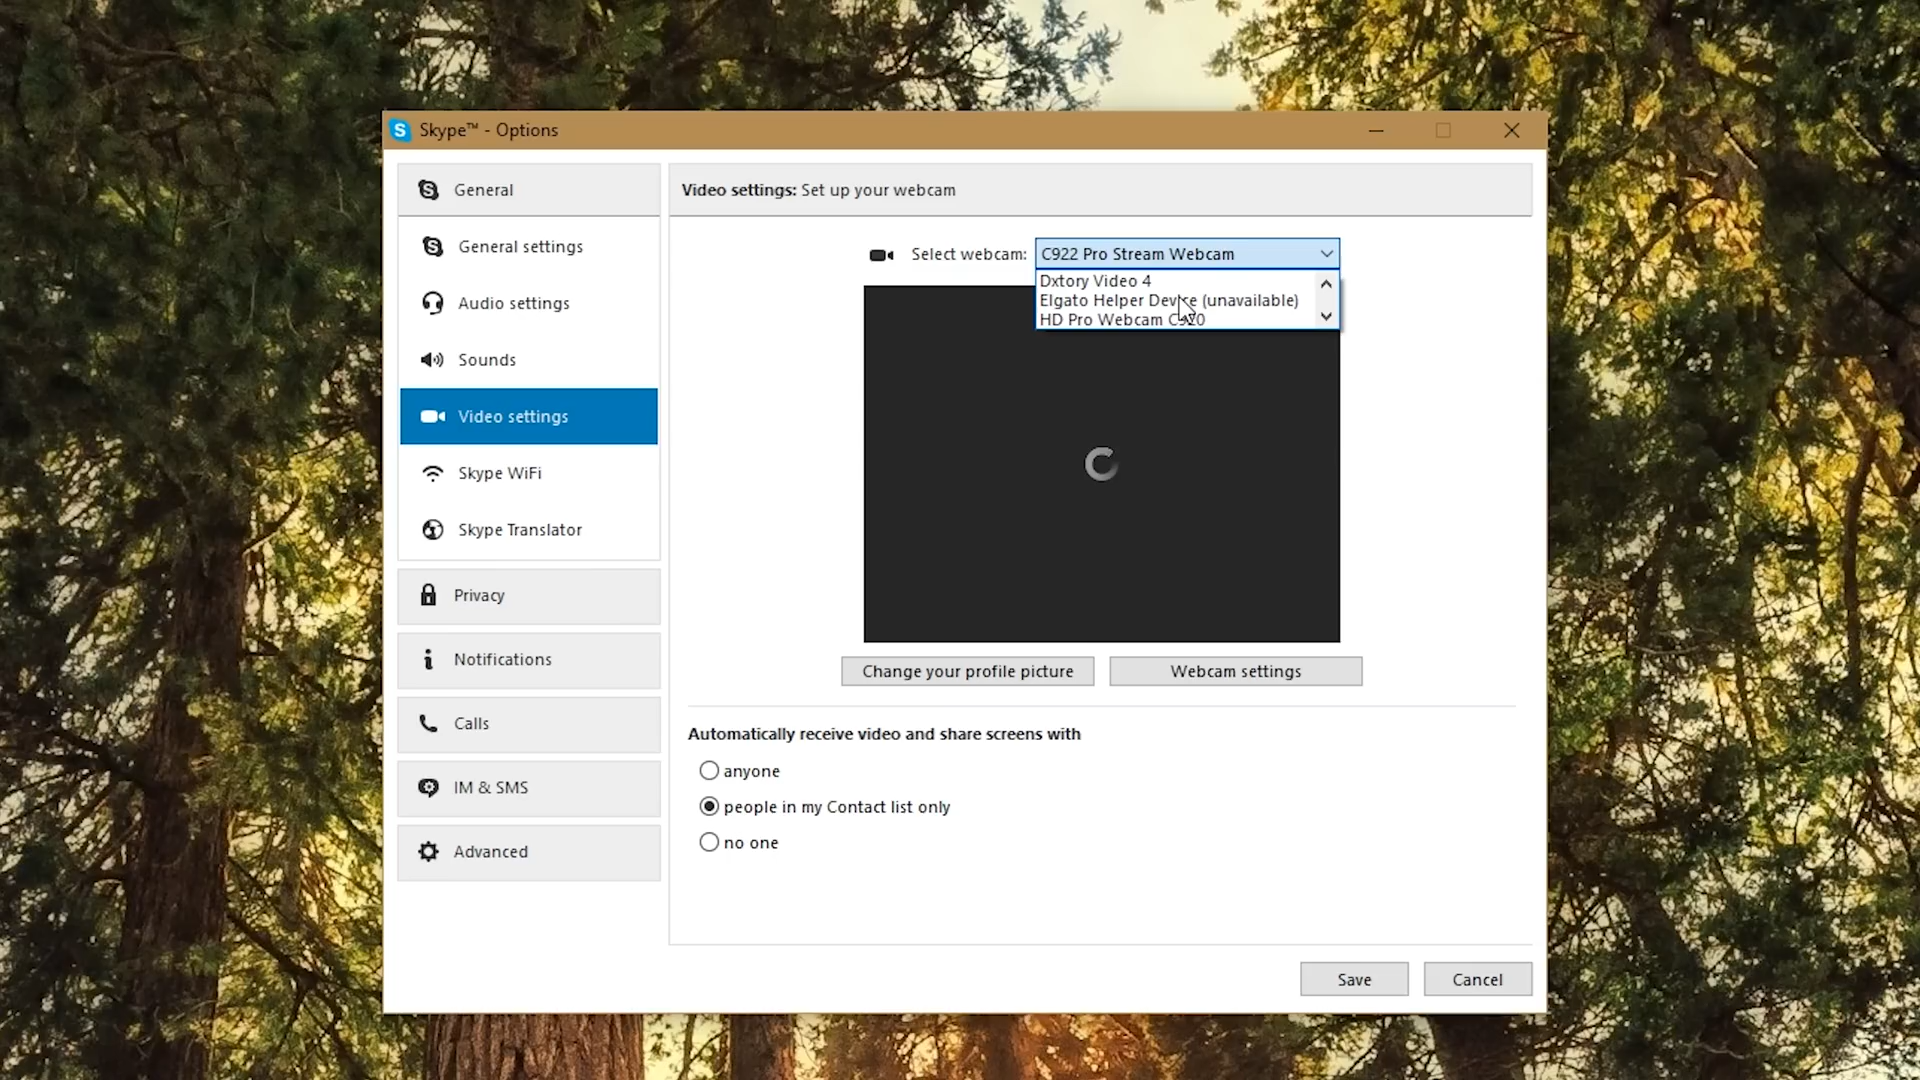 Skype™ - Options
General
General settings
Audio settings
Sounds
Video settings
Skype WiFi
Skype Translator
Privacy
Notifications
Calls
IM & SMS
Advanced
Video settings: Set up your webcam
Select webcam: C922 Pro Stream Webcam
Dxtory Video 4
Elgato Helper Device (unavailable)
HD Pro Webcam C920
Change your profile picture
Webcam settings
Automatically receive video and share screens with
anyone
people in my Contact list only
no one
Save
Cancel